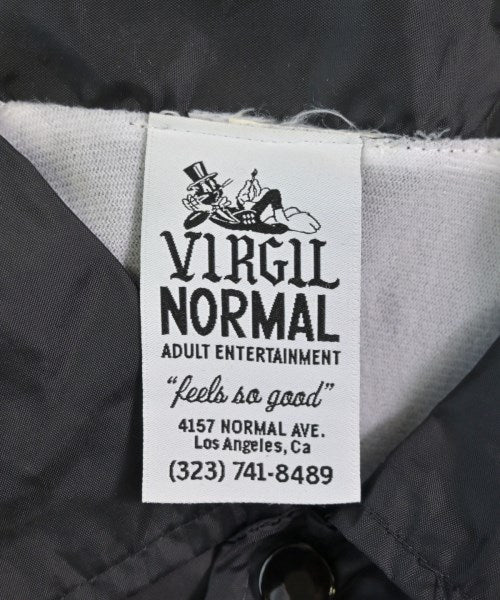 VIRGIL
NORMAL
ADULT ENTERTAINMENT
"feels so good"
4157 NORMAL AVE.
Los Angeles, Ca
(323) 741-8489